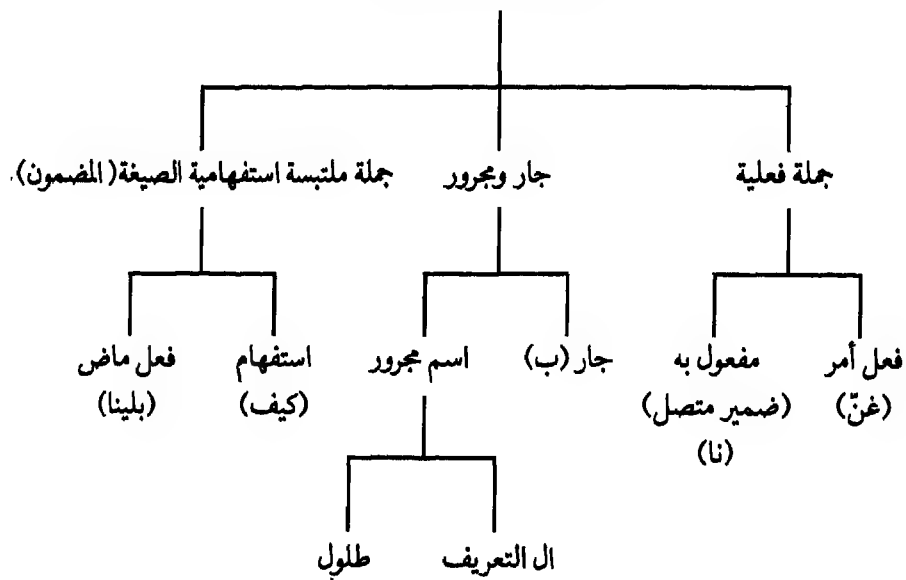 جملة فعلية جار ومجرور جملة ملتبسة استفهامية الصيغة (المضمون).
فعل أمر مفعول به جار (ب) اسم مجرور استفهام فعل ماض
(غنّ) (ضمير متصل) (كيف) (بلينا)
(نا)
ال التعريف طلولِ